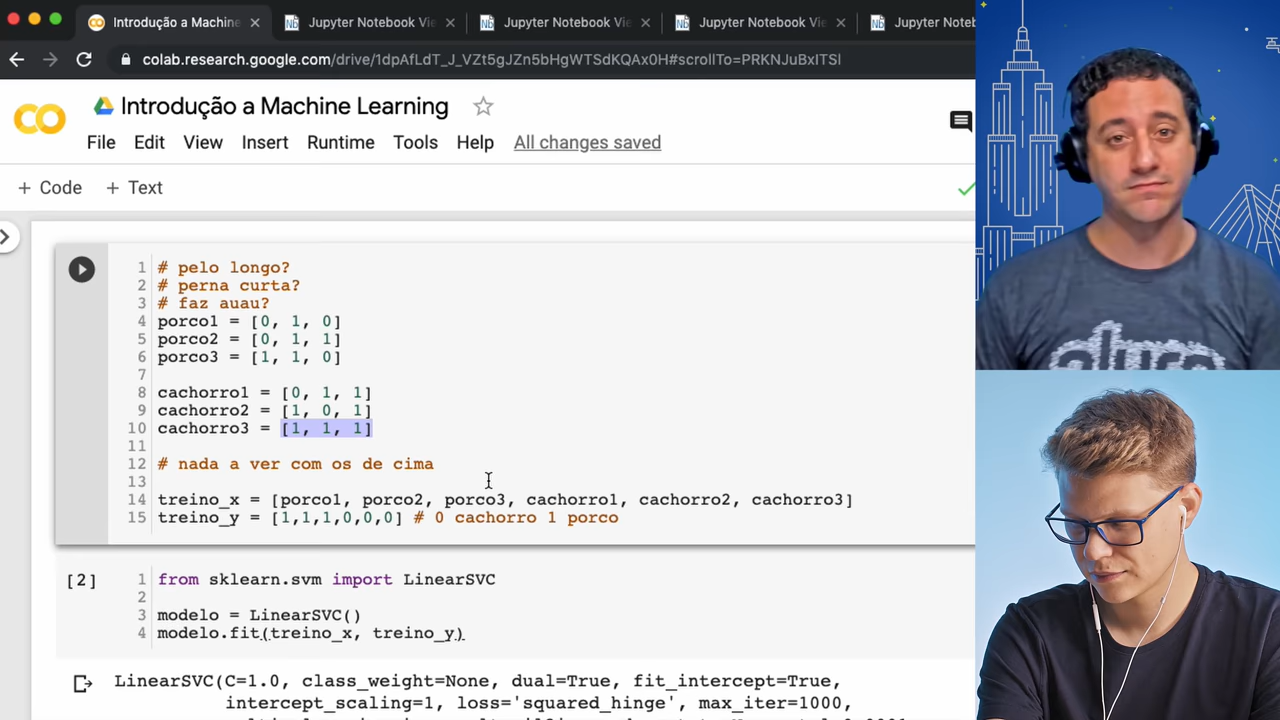 Introdução a Machine
Jupyter Notebook Vie
Jupyter Notebook Vie
Jupyter Notebook Vie
Jupyter Noteb
colab.research.google.com/drive/1dpAfLdT_J_VZt5gJZn5bHgWTSdKQAx0H#scrollTo=PRKNJuBxITSI
CO
Introdução a Machine Learning
File Edit View Insert Runtime Tools Help All changes saved
+ Code + Text
1 # pelo longo?
2 # perna curta?
3 # faz auau?
4 porco1 = [0, 1, 0]
5 porco2 = [0, 1, 1]
6 porco3 = [1, 1, 0]
7
8 cachorro1 = [0, 1, 1]
9 cachorro2 = [1, 0, 1]
10 cachorro3 = [1, 1, 1]
11
12 # nada a ver com os de cima
13
14 treino_x = [porco1, porco2, porco3, cachorro1, cachorro2, cachorro3]
15 treino_y = [1,1,1,0,0,0] # 0 cachorro 1 porco
[2]
1 from sklearn.svm import LinearSVC
2
3 modelo = LinearSVC()
4 modelo.fit(treino_x, treino_y)
LinearSVC(C=1.0, class_weight=None, dual=True, fit_intercept=True,
intercept_scaling=1, loss='squared_hinge', max_iter=1000,
alura